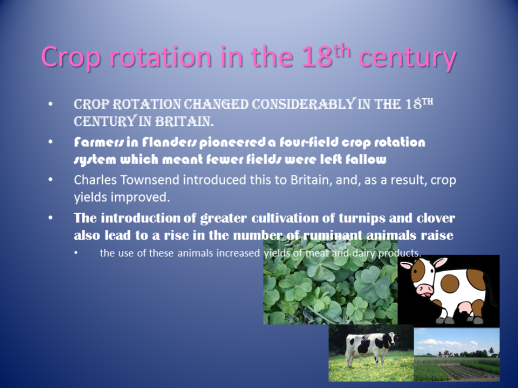 Crop rotation in the 18th century
• CROP ROTATION CHANGED CONSIDERABLY IN THE 18TH
CENTURY IN BRITAIN.
• Farmers in Flanders pioneered a four-field crop rotation
system which meant fewer fields were left fallow
• Charles Townsend introduced this to Britain, and, as a result, crop
yields improved.
• The introduction of greater cultivation of turnips and clover
also lead to a rise in the number of ruminant animals raise
• the use of these animals increased yields of meat and dairy products.